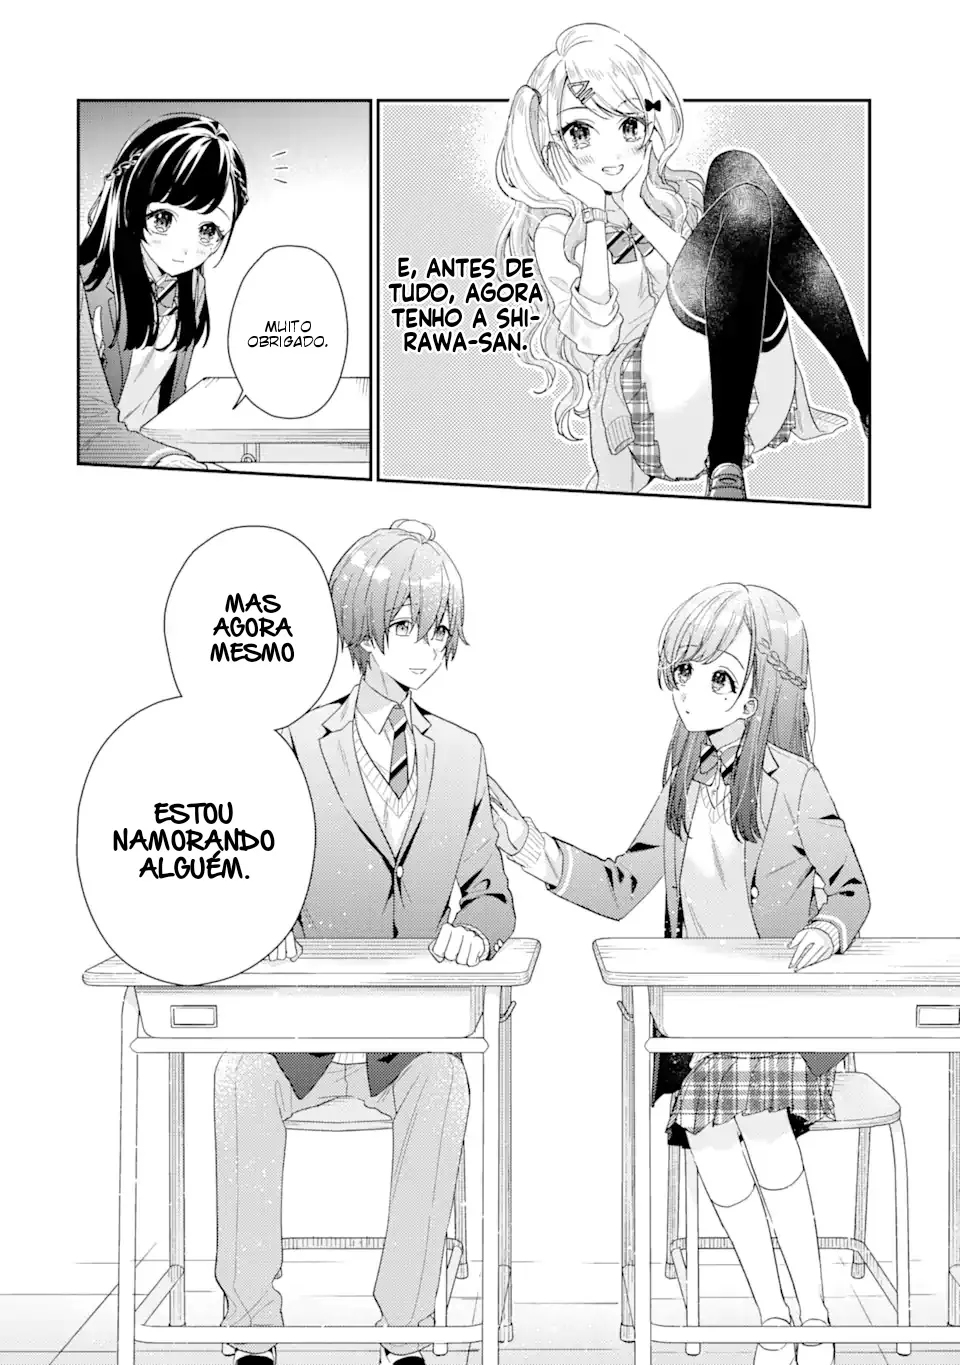 E, ANTES DE
TUDO, AGORA
TENHO A SHI-
RAWA-SAN.
MUITO
OBRIGADO.
MAS
AGORA
MESMO
ESTOU
NAMORANDO
ALGUÉM.